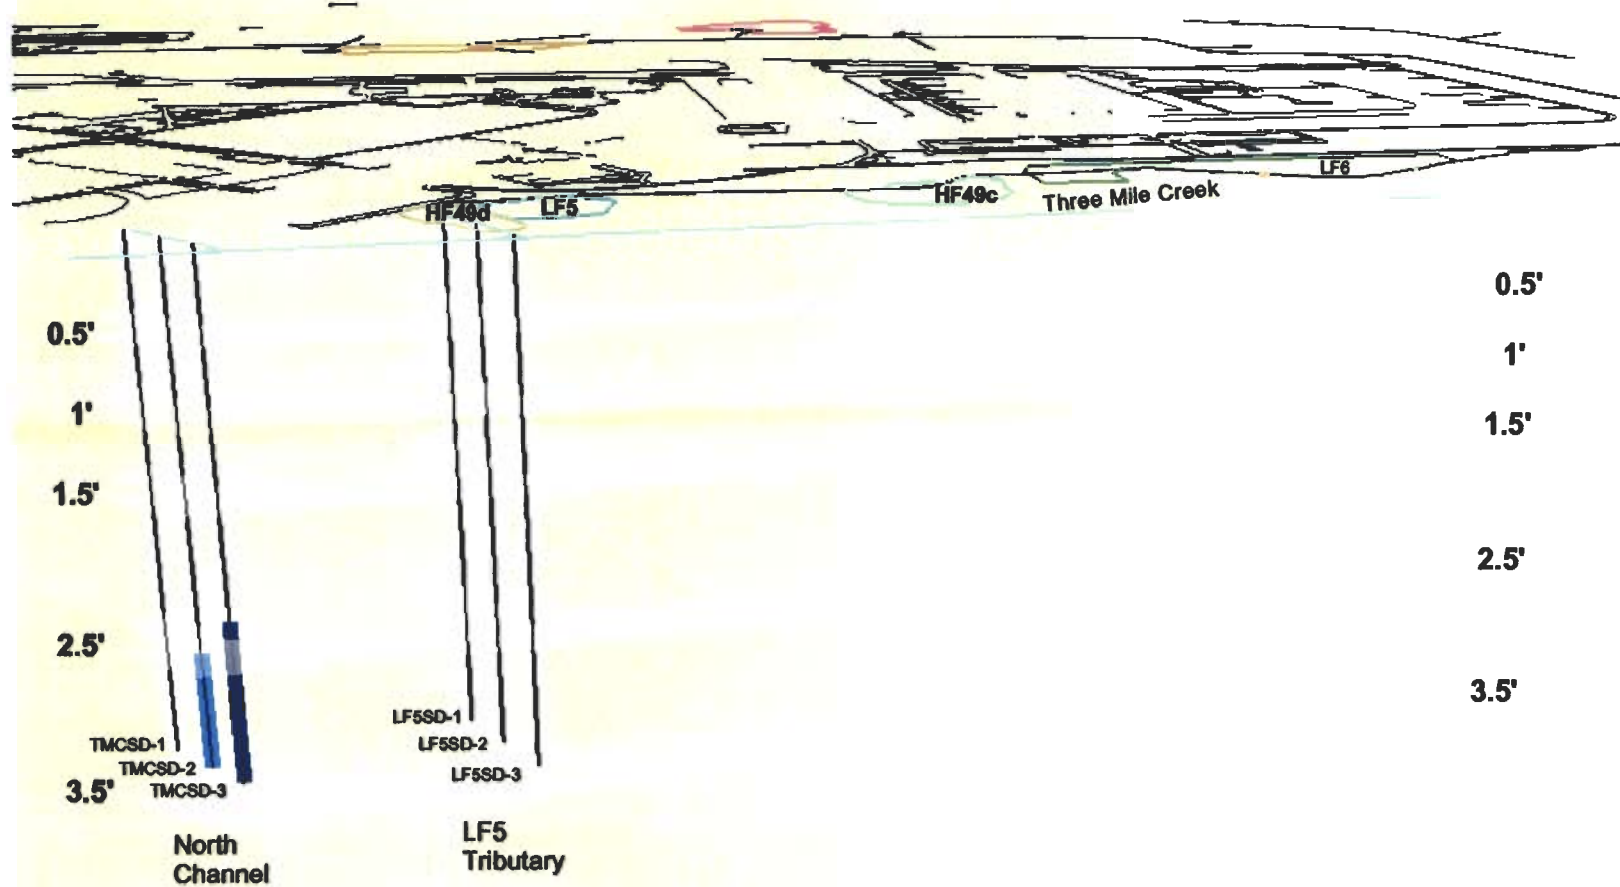 LF6
HF49d
LF5
HF49c
Three Mile Creek
0.5'
1'
1.5'
2.5'
3.5'
0.5'
1'
1.5'
2.5'
3.5'
TMCSD-1
TMCSD-2
TMCSD-3
LF5SD-1
LF5SD-2
LF5SD-3
North
Channel
LF5
Tributary